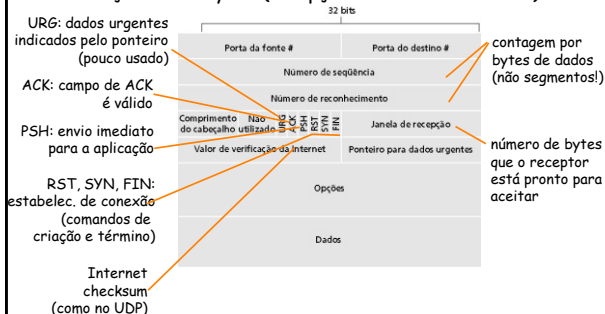 32 bits
URG: dados urgentes
indicados pelo ponteiro
(pouco usado)
ACK: campo de ACK
é válido
PSH: envio imediato
para a aplicação
RST, SYN, FIN:
estabelec. de conexão
(comandos de
criação e término)
Internet
checksum
(como no UDP)
Porta da fonte #
Porta do destino #
Número de seqüência
Número de reconhecimento
Comprimento
do cabeçalho
Não
utilizado
URG
ACK
PSH
RST
SYN
FIN
Janela de recepção
Valor de verificação da Internet
Ponteiro para dados urgentes
Opções
Dados
contagem por
bytes de dados
(não segmentos!)
número de bytes
que o receptor
está pronto para
aceitar